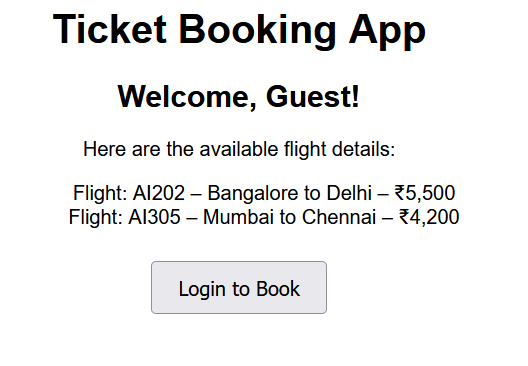 Ticket Booking App
Welcome, Guest!
Here are the available flight details:
Flight: AI202 – Bangalore to Delhi – ₹5,500
Flight: AI305 – Mumbai to Chennai – ₹4,200
Login to Book